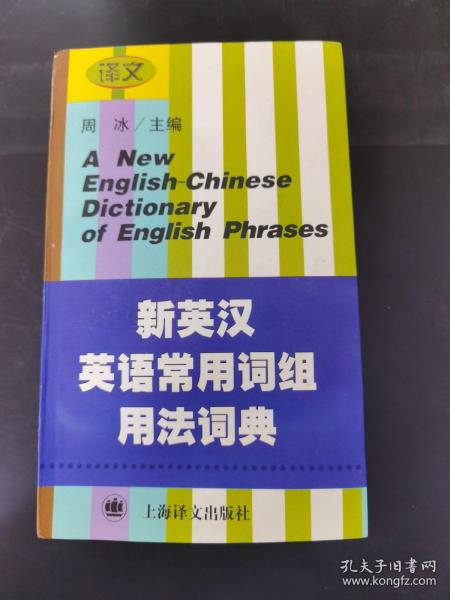 译文
周 冰/主编
A New
English-Chinese
Dictionary
of English Phrases
新英汉
英语常用词组
用法词典
上海译文出版社
孔夫子旧书网
www.kongfz.com